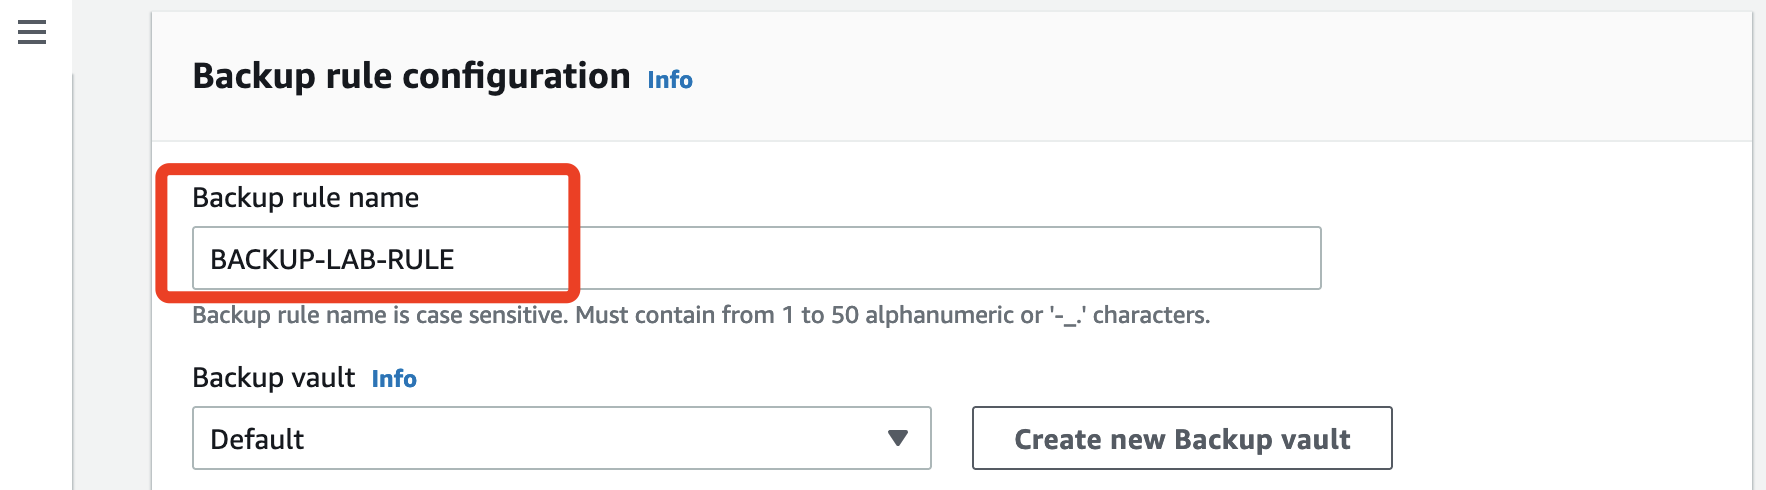 Backup rule configuration Info
Backup rule name
BACKUP-LAB-RULE
Backup rule name is case sensitive. Must contain from 1 to 50 alphanumeric or '-_.' characters.
Backup vault Info
Default
Create new Backup vault